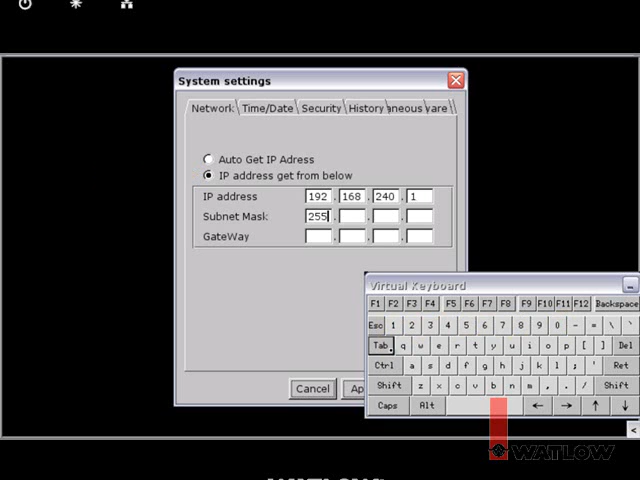 System settings
Network Time/Date Security History aneous ware
Auto Get IP Adress
IP address get from below
IP address 192 . 168 . 240 . 1
Subnet Mask 255 . . .
GateWay . . .
Virtual Keyboard
F1 F2 F3 F4 F5 F6 F7 F8 F9 F10 F11 F12 Backspace
Esc 1 2 3 4 5 6 7 8 9 0 - = \ `
Tab q w e r t y u i o p [ ] Del
Ctrl a s d f g h j k l ; ' Ret
Shift z x c v b n m , . / Shift
Cancel Ap
Caps Alt ← → ↑ ↓
<
WATLOW